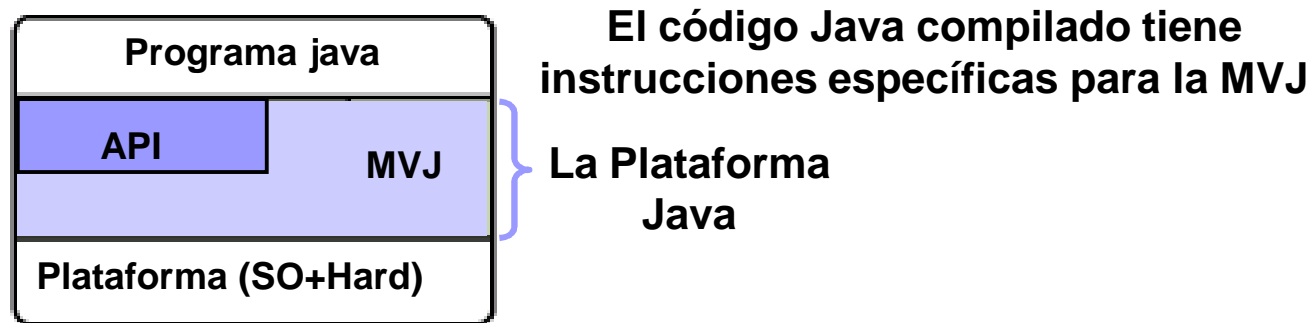 Programa java
API
MVJ
Plataforma (SO+Hard)
El código Java compilado tiene
instrucciones específicas para la MVJ
La Plataforma
Java